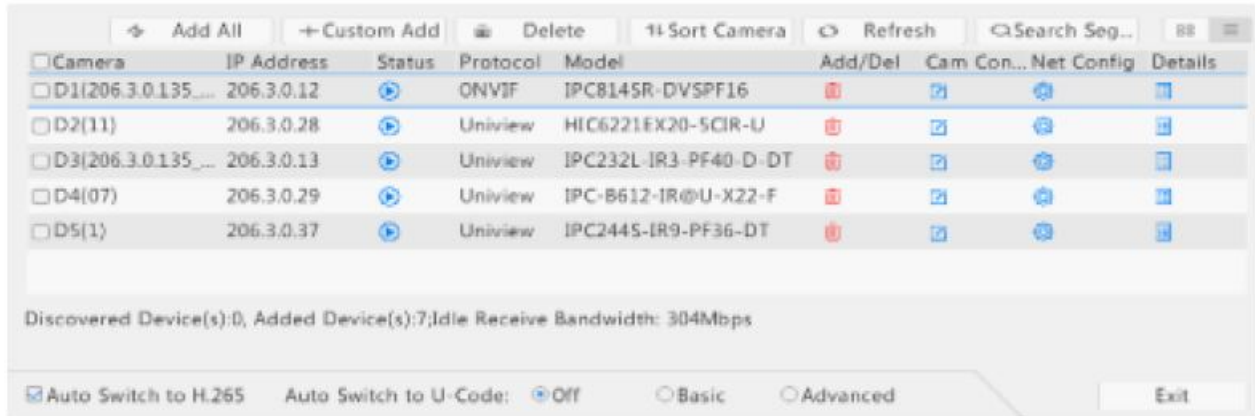 Add All Custom Add Delete Sort Camera Refresh Search Seg...
Camera IP Address Status Protocol Model Add/Del Cam Con... Net Config Details
D1(206.3.0.135_... 206.3.0.12 ONVIF IPC814SR-DVSPF16
D2(11) 206.3.0.28 Uniview HIC6221EX20-5CIR-U
D3(206.3.0.135_... 206.3.0.13 Uniview IPC232L-IR3-PF40-D-DT
D4(07) 206.3.0.29 Uniview IPC-B612-IR@U-X22-F
D5(1) 206.3.0.37 Uniview IPC244S-IR9-PF36-DT
Discovered Device(s):0, Added Device(s):7;Idle Receive Bandwidth: 304Mbps
Auto Switch to H.265 Auto Switch to U-Code: Off Basic Advanced Exit